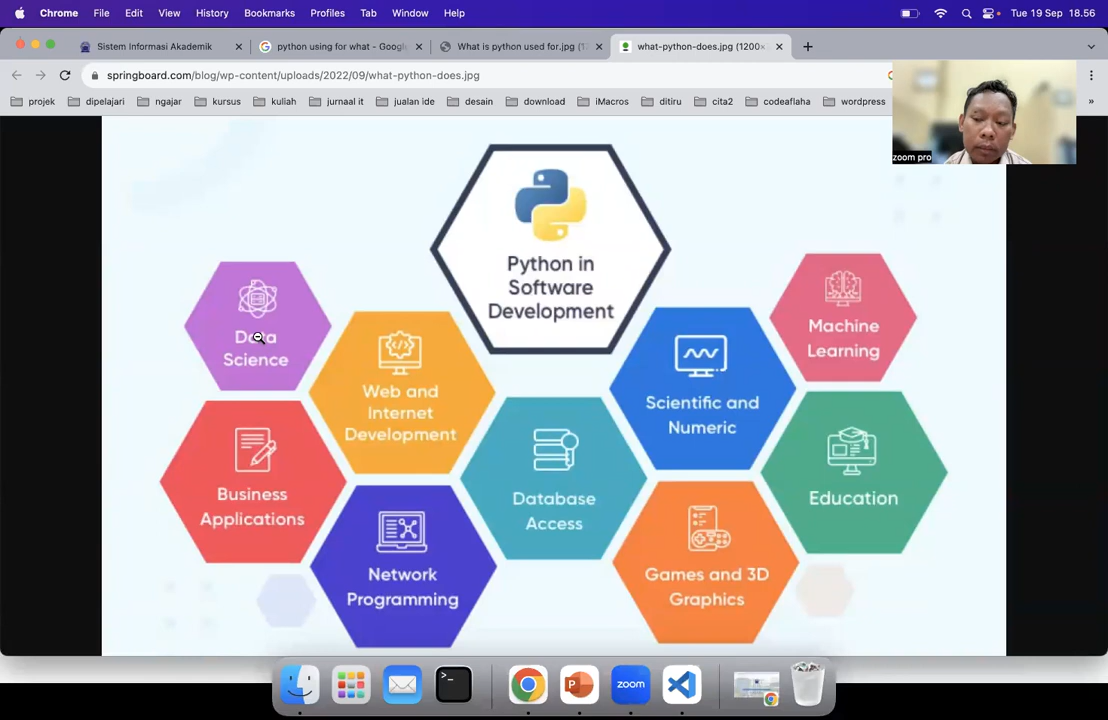 Chrome File Edit View History Bookmarks Profiles Tab Window Help Tue 19 Sep 18.56
Sistem Informasi Akademik
python using for what - Googl
What is python used for.jpg (1
what-python-does.jpg (1200×
springboard.com/blog/wp-content/uploads/2022/09/what-python-does.jpg
projek dipelajari ngajar kursus kuliah jurnaal it jualan ide desain download iMacros ditiru cita2 codeaflaha wordpress
zoom pro
Python in
Software
Development
Data
Science
Web and
Internet
Development
Scientific and
Numeric
Machine
Learning
Business
Applications
Database
Access
Education
Network
Programming
Games and 3D
Graphics
zoom